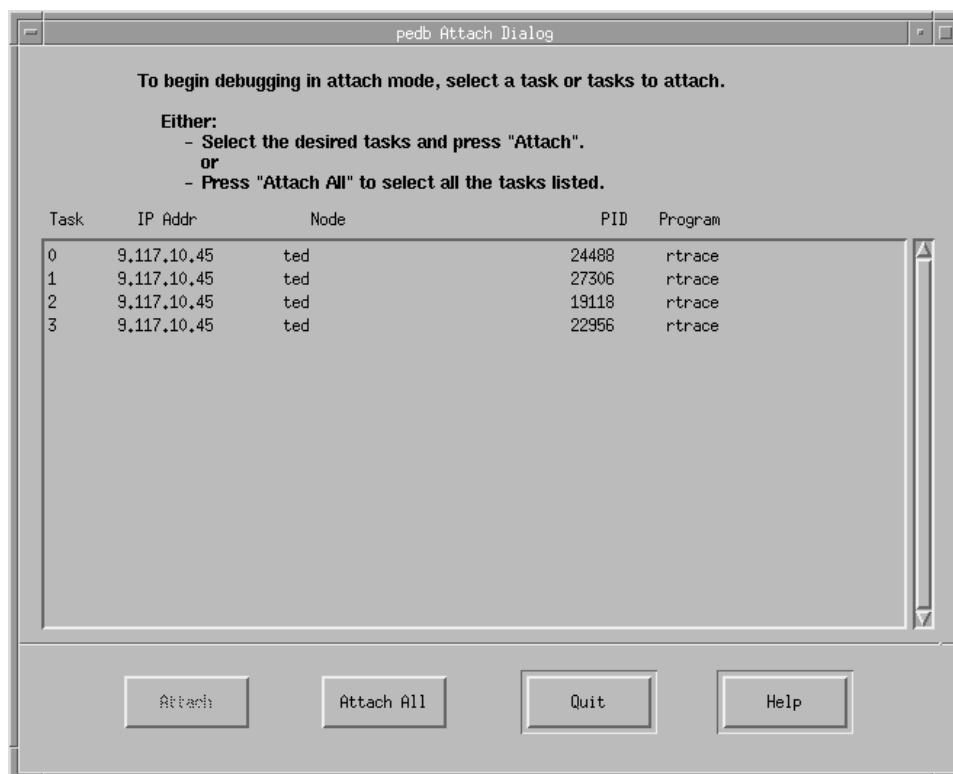 pedb Attach Dialog
To begin debugging in attach mode, select a task or tasks to attach.
Either:
- Select the desired tasks and press "Attach".
or
- Press "Attach All" to select all the tasks listed.
Task IP Addr Node PID Program
0 9.117.10.45 ted 24488 rtrace
1 9.117.10.45 ted 27306 rtrace
2 9.117.10.45 ted 19118 rtrace
3 9.117.10.45 ted 22956 rtrace
Attach Attach All Quit Help